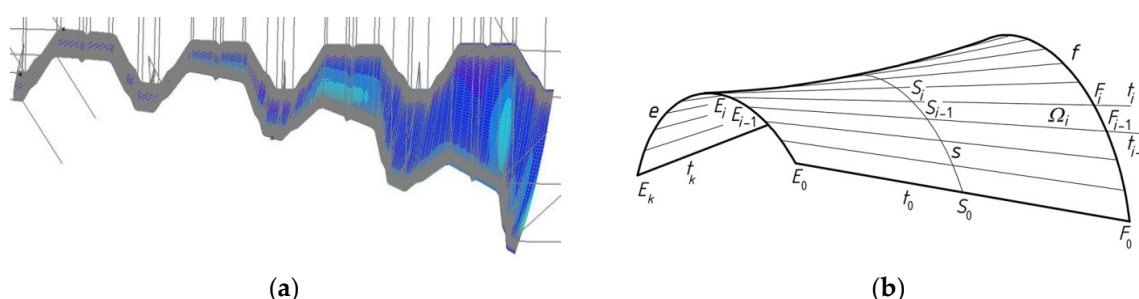 f
F_i t_i
S_i
S_{i-1} F_{i-1}
e E_i E_{i-1} Ω_i
t_{i-}
s
t_k E_0
E_k t_0 S_0
F_0
(a) (b)